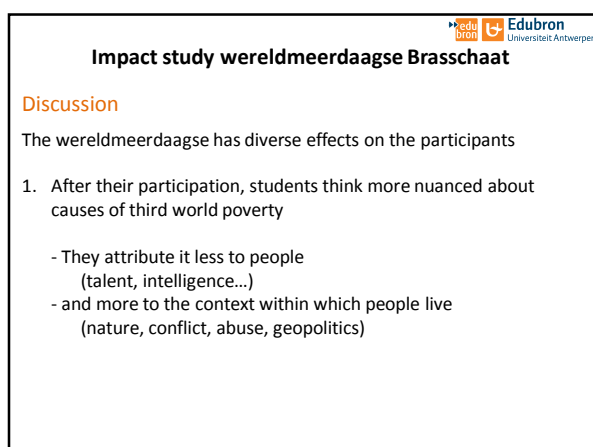 edu
bron
Edubron
Universiteit Antwerpen
Impact study wereldmeerdaagse Brasschaat
Discussion
The wereldmeerdaagse has diverse effects on the participants
1. After their participation, students think more nuanced about
causes of third world poverty
- They attribute it less to people
(talent, intelligence…)
- and more to the context within which people live
(nature, conflict, abuse, geopolitics)